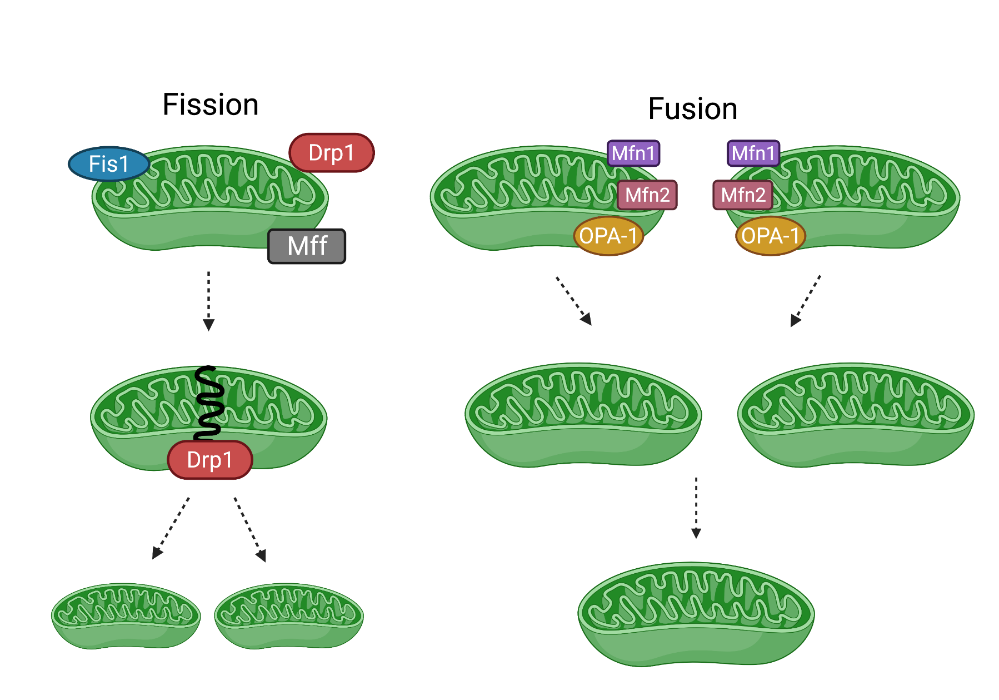 Fission
Fusion
Fis1
Drp1
Mff
Mfn1
Mfn1
Mfn2
Mfn2
OPA-1
OPA-1
Drp1